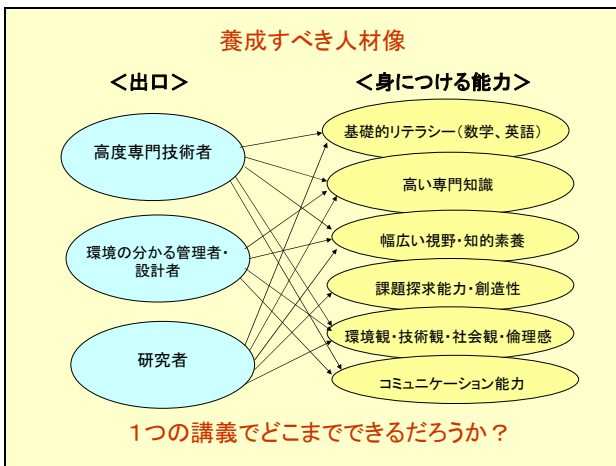 養成すべき人材像
＜出口＞
＜身につける能力＞
高度専門技術者
環境の分かる管理者・
設計者
研究者
基礎的リテラシー(数学、英語)
高い専門知識
幅広い視野・知的素養
課題探求能力・創造性
環境観・技術観・社会観・倫理感
コミュニケーション能力
１つの講義でどこまでできるだろうか？